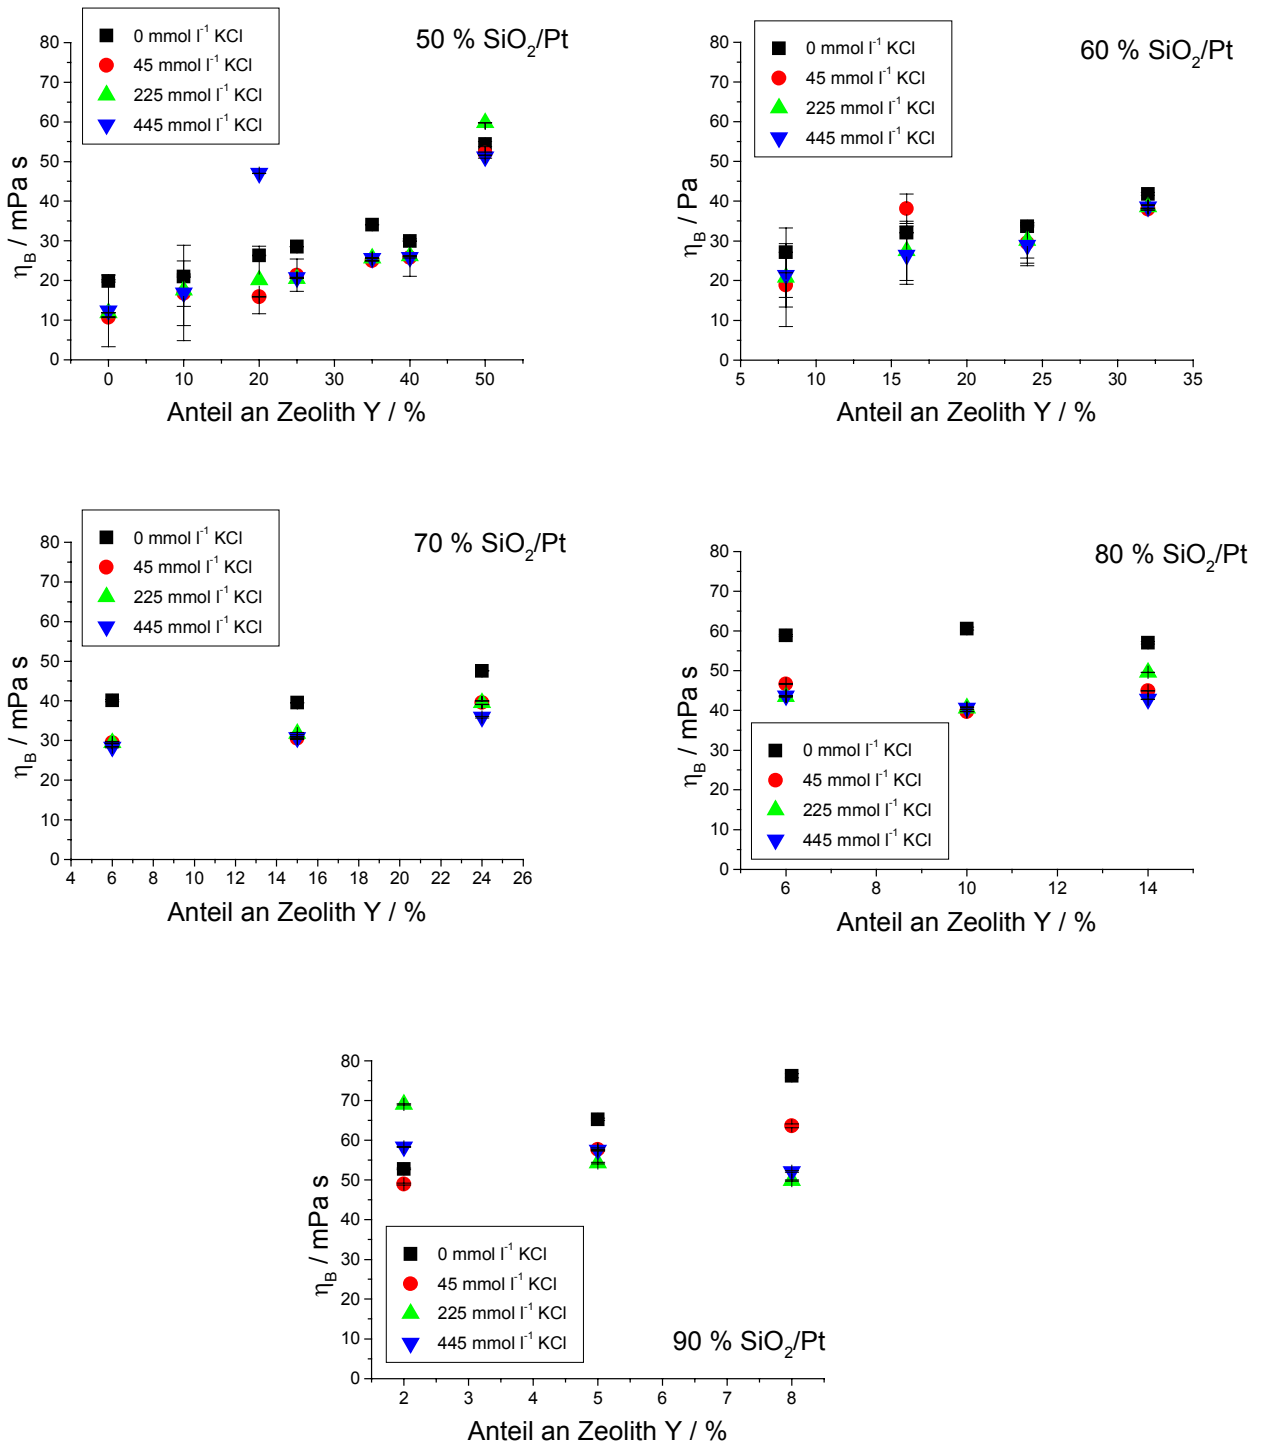 50 % SiO₂/Pt
0 mmol l⁻¹ KCl
45 mmol l⁻¹ KCl
225 mmol l⁻¹ KCl
445 mmol l⁻¹ KCl
80
70
60
50
40
30
20
10
0
η_B / mPa s
0 10 20 30 40 50
Anteil an Zeolith Y / %
60 % SiO₂/Pt
0 mmol l⁻¹ KCl
45 mmol l⁻¹ KCl
225 mmol l⁻¹ KCl
445 mmol l⁻¹ KCl
80
70
60
50
40
30
20
10
0
η_B / Pa
5 10 15 20 25 30 35
Anteil an Zeolith Y / %
70 % SiO₂/Pt
0 mmol l⁻¹ KCl
45 mmol l⁻¹ KCl
225 mmol l⁻¹ KCl
445 mmol l⁻¹ KCl
80
70
60
50
40
30
20
10
0
η_B / mPa s
4 6 8 10 12 14 16 18 20 22 24 26
Anteil an Zeolith Y / %
80 % SiO₂/Pt
80
70
60
50
40
30
20
10
0
η_B / mPa s
0 mmol l⁻¹ KCl
45 mmol l⁻¹ KCl
225 mmol l⁻¹ KCl
445 mmol l⁻¹ KCl
6 8 10 12 14
Anteil an Zeolith Y / %
80
70
60
50
40
30
20
10
0
η_B / mPa s
0 mmol l⁻¹ KCl
45 mmol l⁻¹ KCl
225 mmol l⁻¹ KCl
445 mmol l⁻¹ KCl
90 % SiO₂/Pt
2 3 4 5 6 7 8
Anteil an Zeolith Y / %